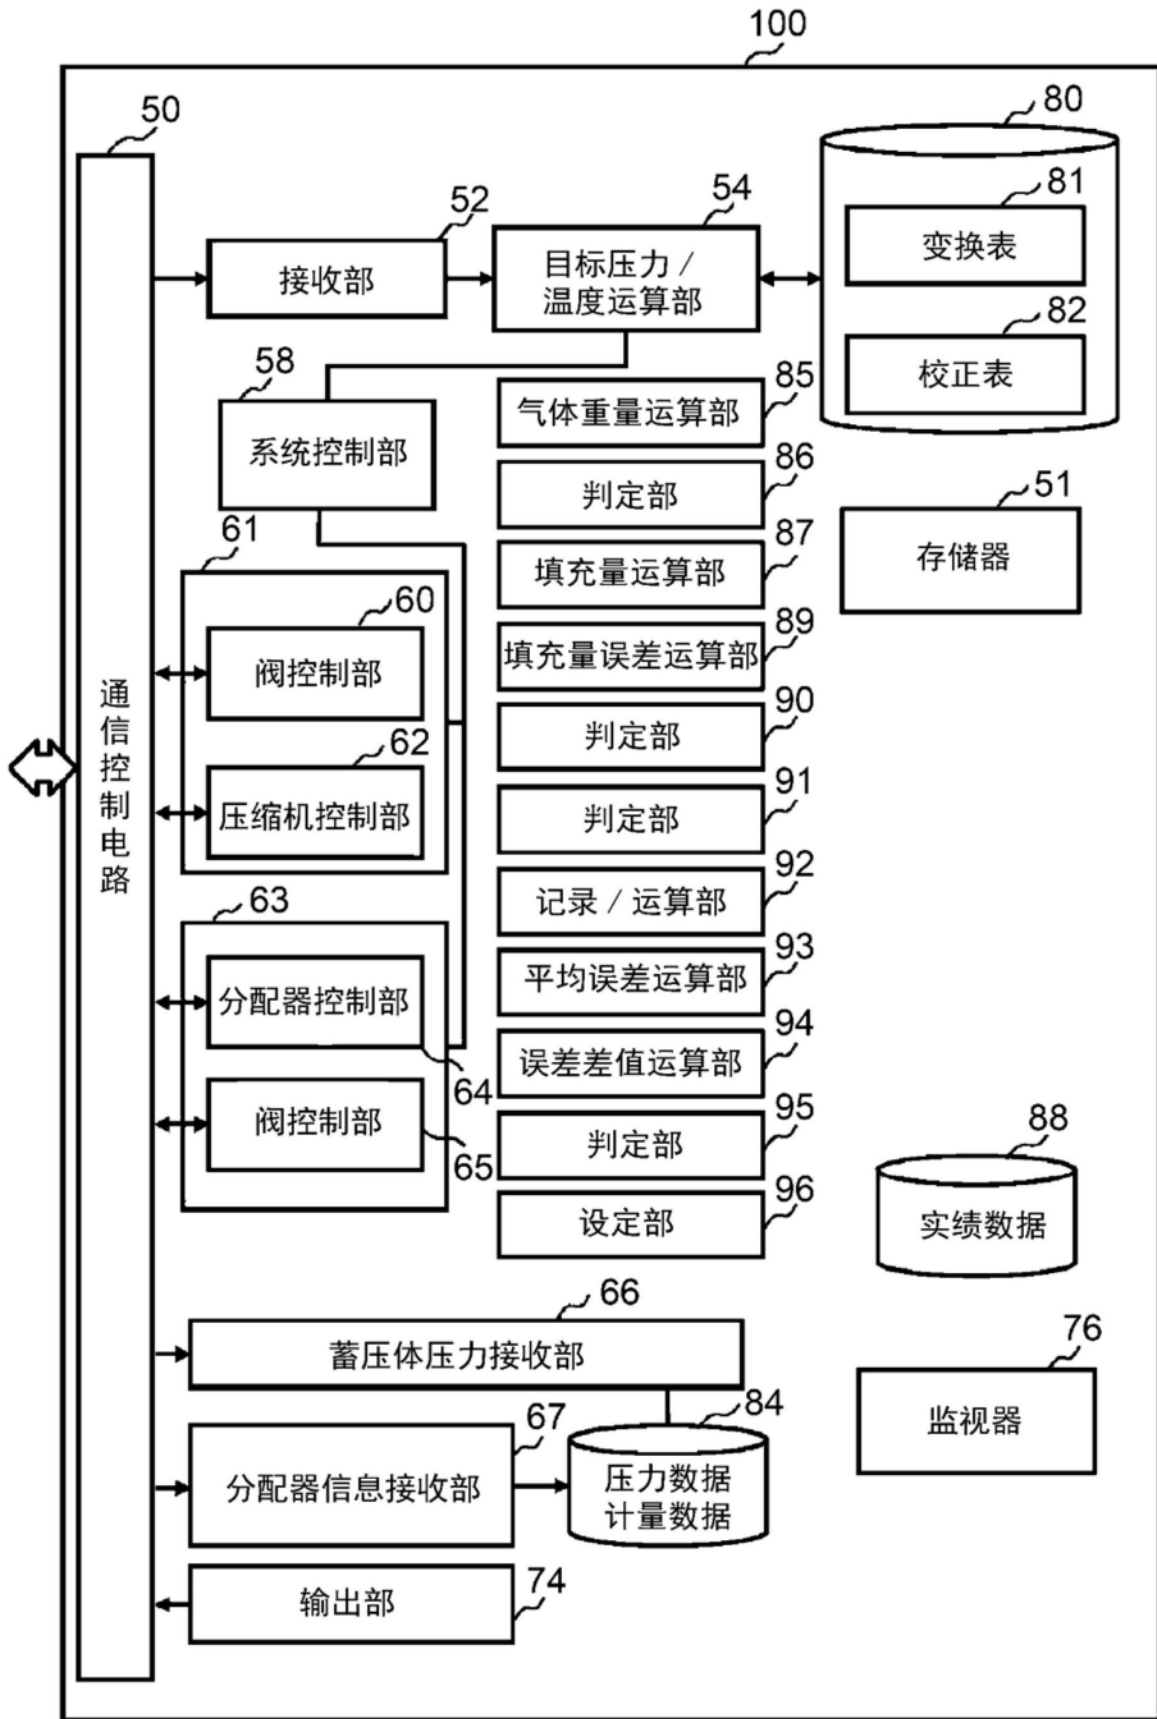 100
50
80
52
54
81
接收部
目标压力／
温度运算部
变换表
82
校正表
58
系统控制部
85
气体重量运算部
86
判定部
51
存储器
87
填充量运算部
61
60
阀控制部
89
填充量误差运算部
90
判定部
通信控制电路
62
压缩机控制部
91
判定部
92
记录／运算部
63
分配器控制部
64
93
平均误差运算部
94
误差差值运算部
阀控制部
65
95
判定部
96
设定部
88
实绩数据
66
蓄压体压力接收部
76
监视器
67
分配器信息接收部
84
压力数据
计量数据
74
输出部